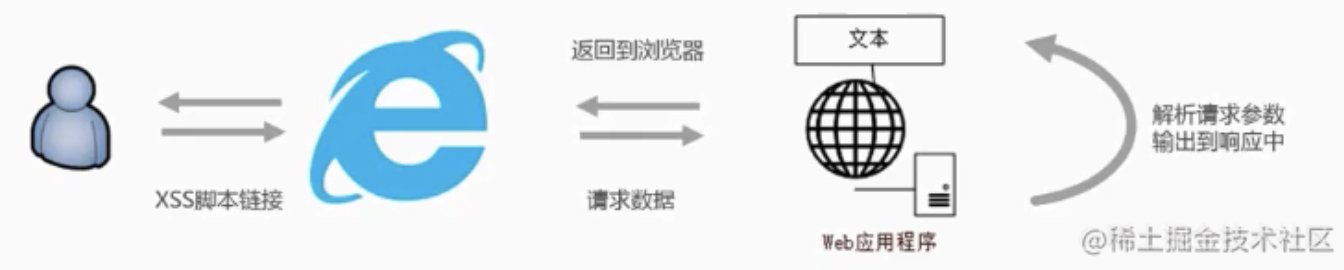 文本
返回到浏览器
解析请求参数
输出到响应中
XSS脚本链接
请求数据
Web应用程序
@稀土掘金技术社区